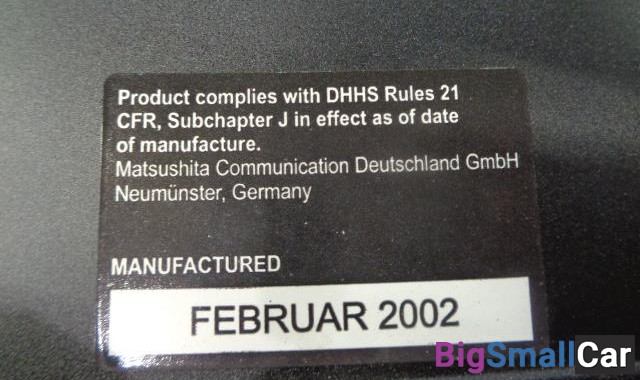 Product complies with DHHS Rules 21
CFR, Subchapter J in effect as of date
of manufacture.
Matsushita Communication Deutschland GmbH
Neumünster, Germany
MANUFACTURED
FEBRUAR 2002
BigSmallCar